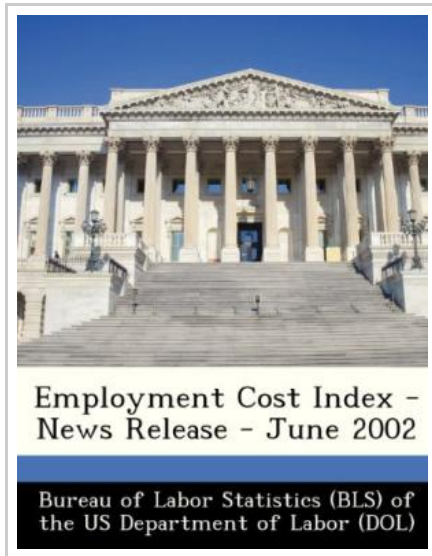 Employment Cost Index -
News Release - June 2002
Bureau of Labor Statistics (BLS) of
the US Department of Labor (DOL)